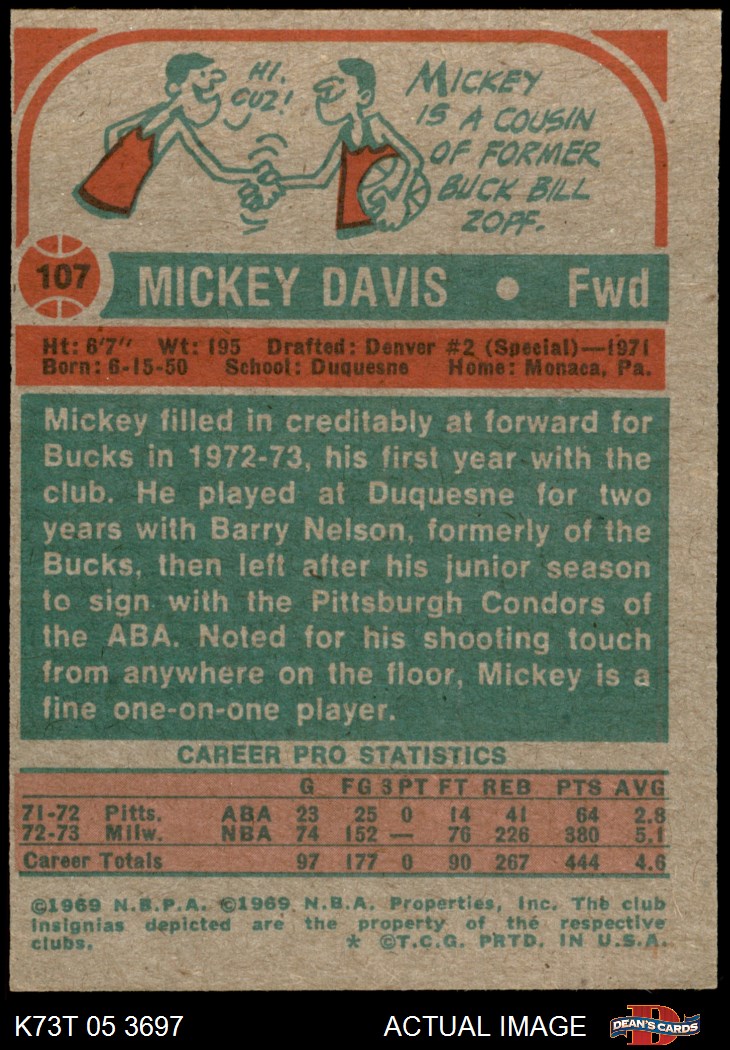 HI,
CUZ!
MICKEY
IS A COUSIN
OF FORMER
BUCK BILL
ZOPF.
107
MICKEY DAVIS • Fwd
Ht: 6'7" Wt: 195 Drafted: Denver #2 (Special)—1971
Born: 6-15-50 School: Duquesne Home: Monaca, Pa.
Mickey filled in creditably at forward for
Bucks in 1972-73, his first year with the
club. He played at Duquesne for two
years with Barry Nelson, formerly of the
Bucks, then left after his junior season
to sign with the Pittsburgh Condors of
the ABA. Noted for his shooting touch
from anywhere on the floor, Mickey is a
fine one-on-one player.
CAREER PRO STATISTICS
G FG 3PT FT REB PTS AVG
71-72 Pitts. ABA 23 25 0 14 41 64 2.8
72-73 Milw. NBA 74 152 — 76 226 380 5.1
Career Totals 97 177 0 90 267 444 4.6
©1969 N.B.P.A. ©1969 N.B.A. Properties, Inc. The club
insignias depicted are the property of the respective
clubs. * ©T.C.G. PRTD. IN U.S.A.
K73T 05 3697 ACTUAL IMAGE D DEAN'S CARDS